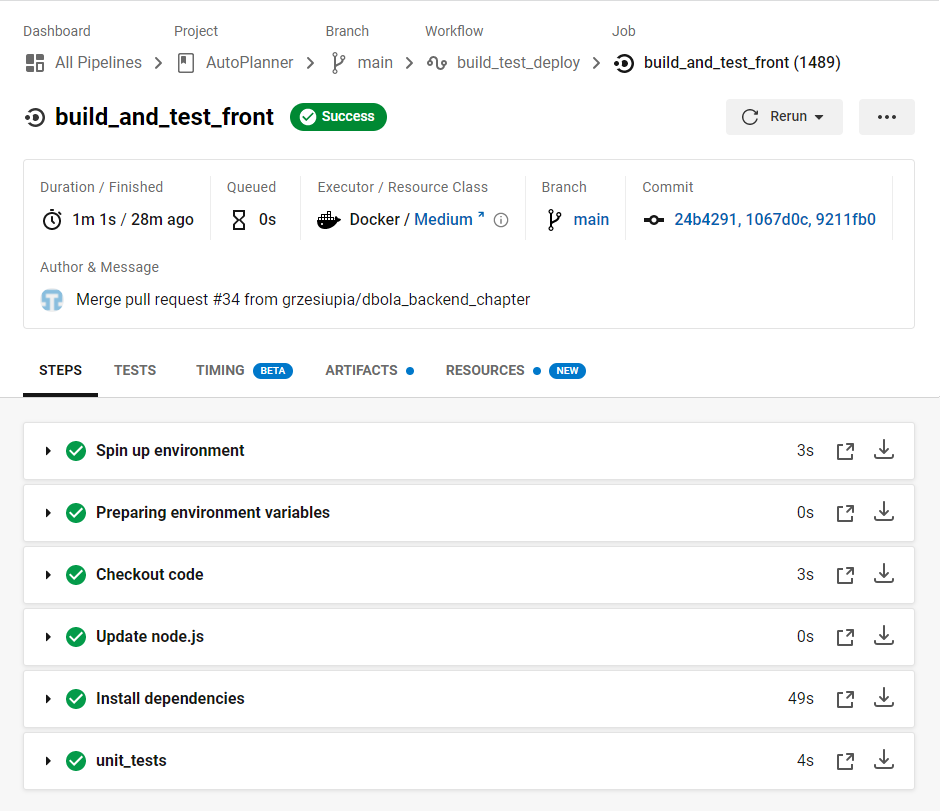 Dashboard Project Branch Workflow Job
All Pipelines AutoPlanner main build_test_deploy build_and_test_front (1489)
build_and_test_front Success Rerun
Duration / Finished Queued Executor / Resource Class Branch Commit
1m 1s / 28m ago 0s Docker / Medium main 24b4291, 1067d0c, 9211fb0
Author & Message
Merge pull request #34 from grzesiupia/dbola_backend_chapter
STEPS TESTS TIMING BETA ARTIFACTS RESOURCES NEW
Spin up environment 3s
Preparing environment variables 0s
Checkout code 3s
Update node.js 0s
Install dependencies 49s
unit_tests 4s